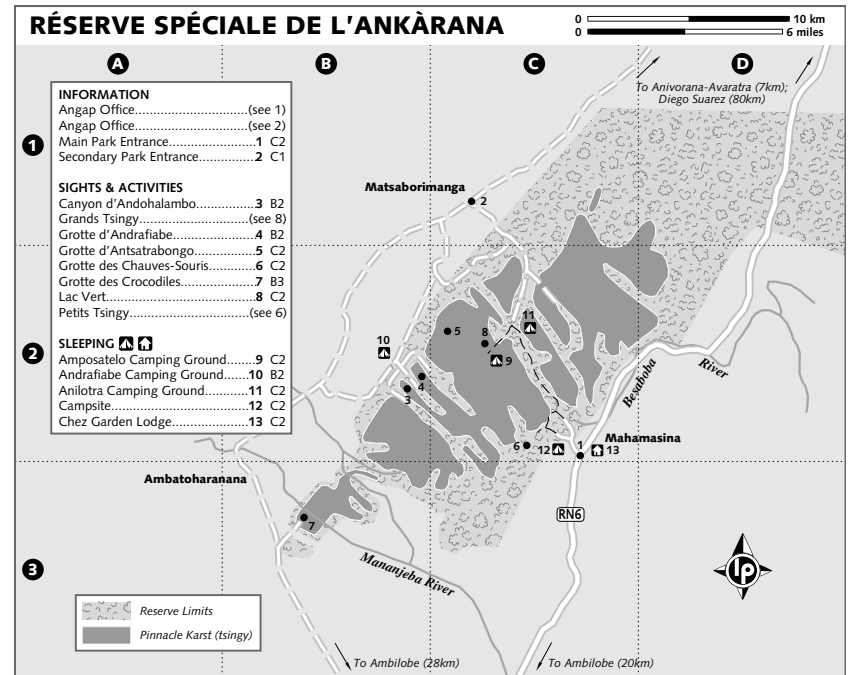 RÉSERVE SPÉCIALE DE L'ANKÀRANA
0 10 km
0 6 miles
A B C D
To Anivorana-Avaratra (7km);
Diego Suarez (80km)
INFORMATION
Angap Office.......................(see 1)
Angap Office.......................(see 2)
Main Park Entrance..............1 C2
Secondary Park Entrance........2 C1
SIGHTS & ACTIVITIES
Canyon d'Andohalambo..........3 B2
Grands Tsingy......................(see 8)
Grotte d'Andrafiabe..............4 B2
Grotte d'Antsatrabongo.........5 C2
Grotte des Chauves-Souris......6 C2
Grotte des Crocodiles............7 B3
Lac Vert.............................8 C2
Petits Tsingy.......................(see 6)
SLEEPING
Amposatelo Camping Ground...9 C2
Andrafiabe Camping Ground...10 B2
Anilotra Camping Ground.......11 C2
Campsite...........................12 C2
Chez Garden Lodge..............13 C2
1
Matsaborimanga
2
11
10
5
8
2
9
4
3
Besaboba River
6
12
1
13
Mahamasina
Ambatoharanana
RN6
7
3
Mananjeba River
lp
Reserve Limits
Pinnacle Karst (tsingy)
To Ambilobe (28km)
To Ambilobe (20km)